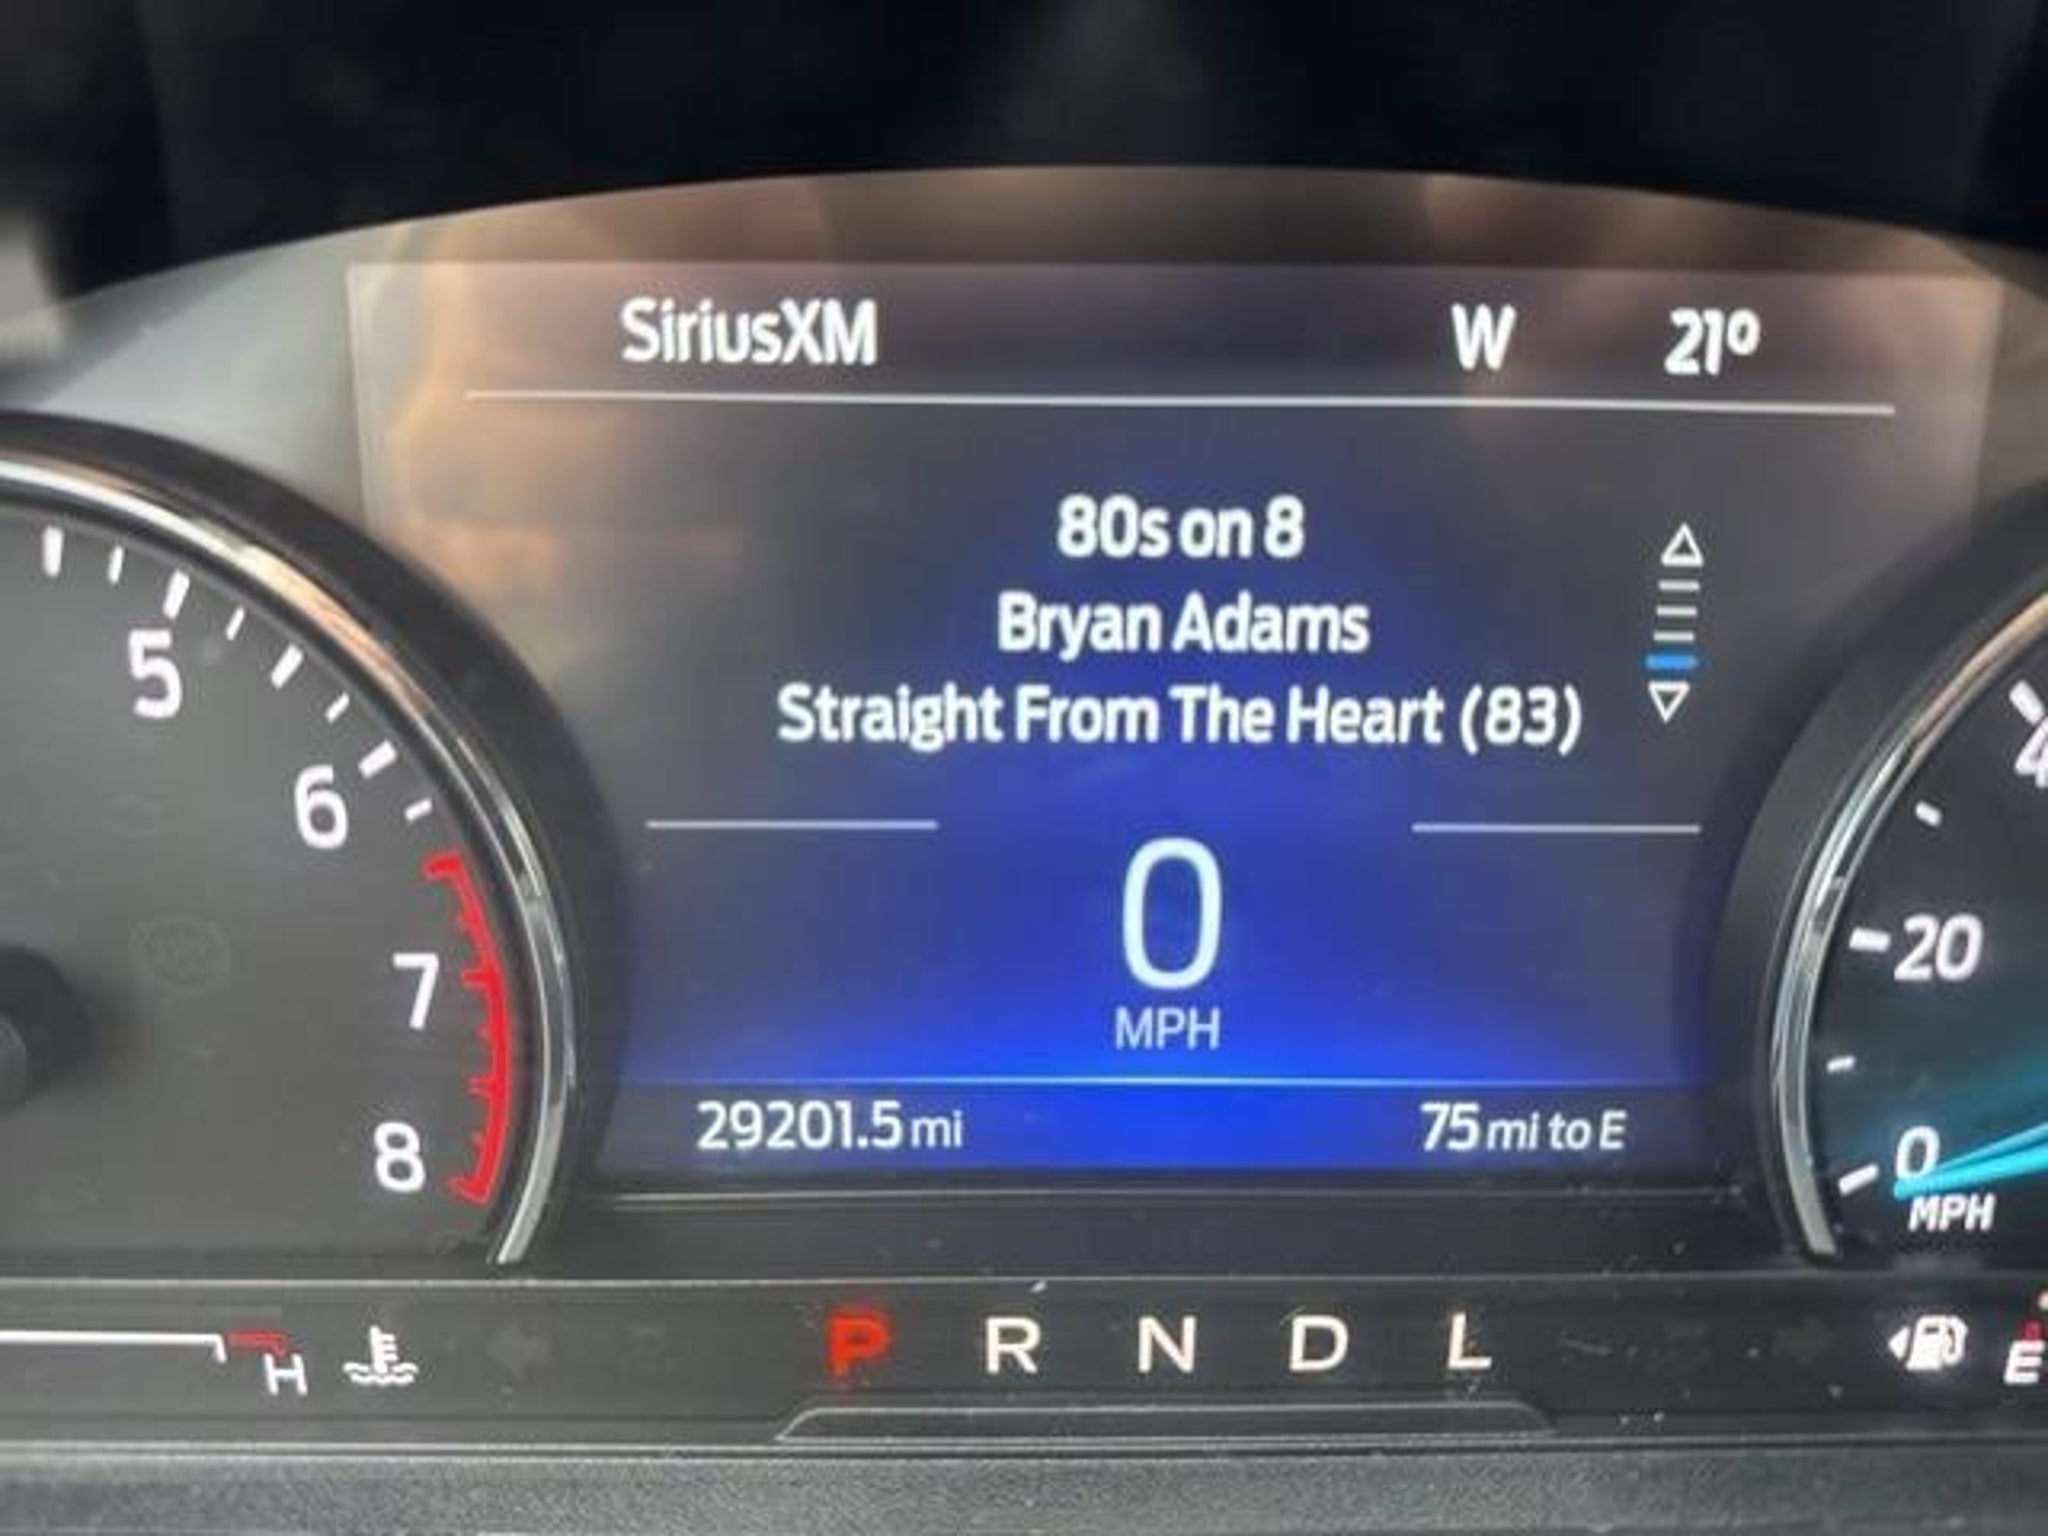 SiriusXM W 21º
80s on 8
Bryan Adams
Straight From The Heart (83)
0
MPH
29201.5 mi 75 mi to E
5
6
7
8
20
0
MPH
H
P R N D L
E